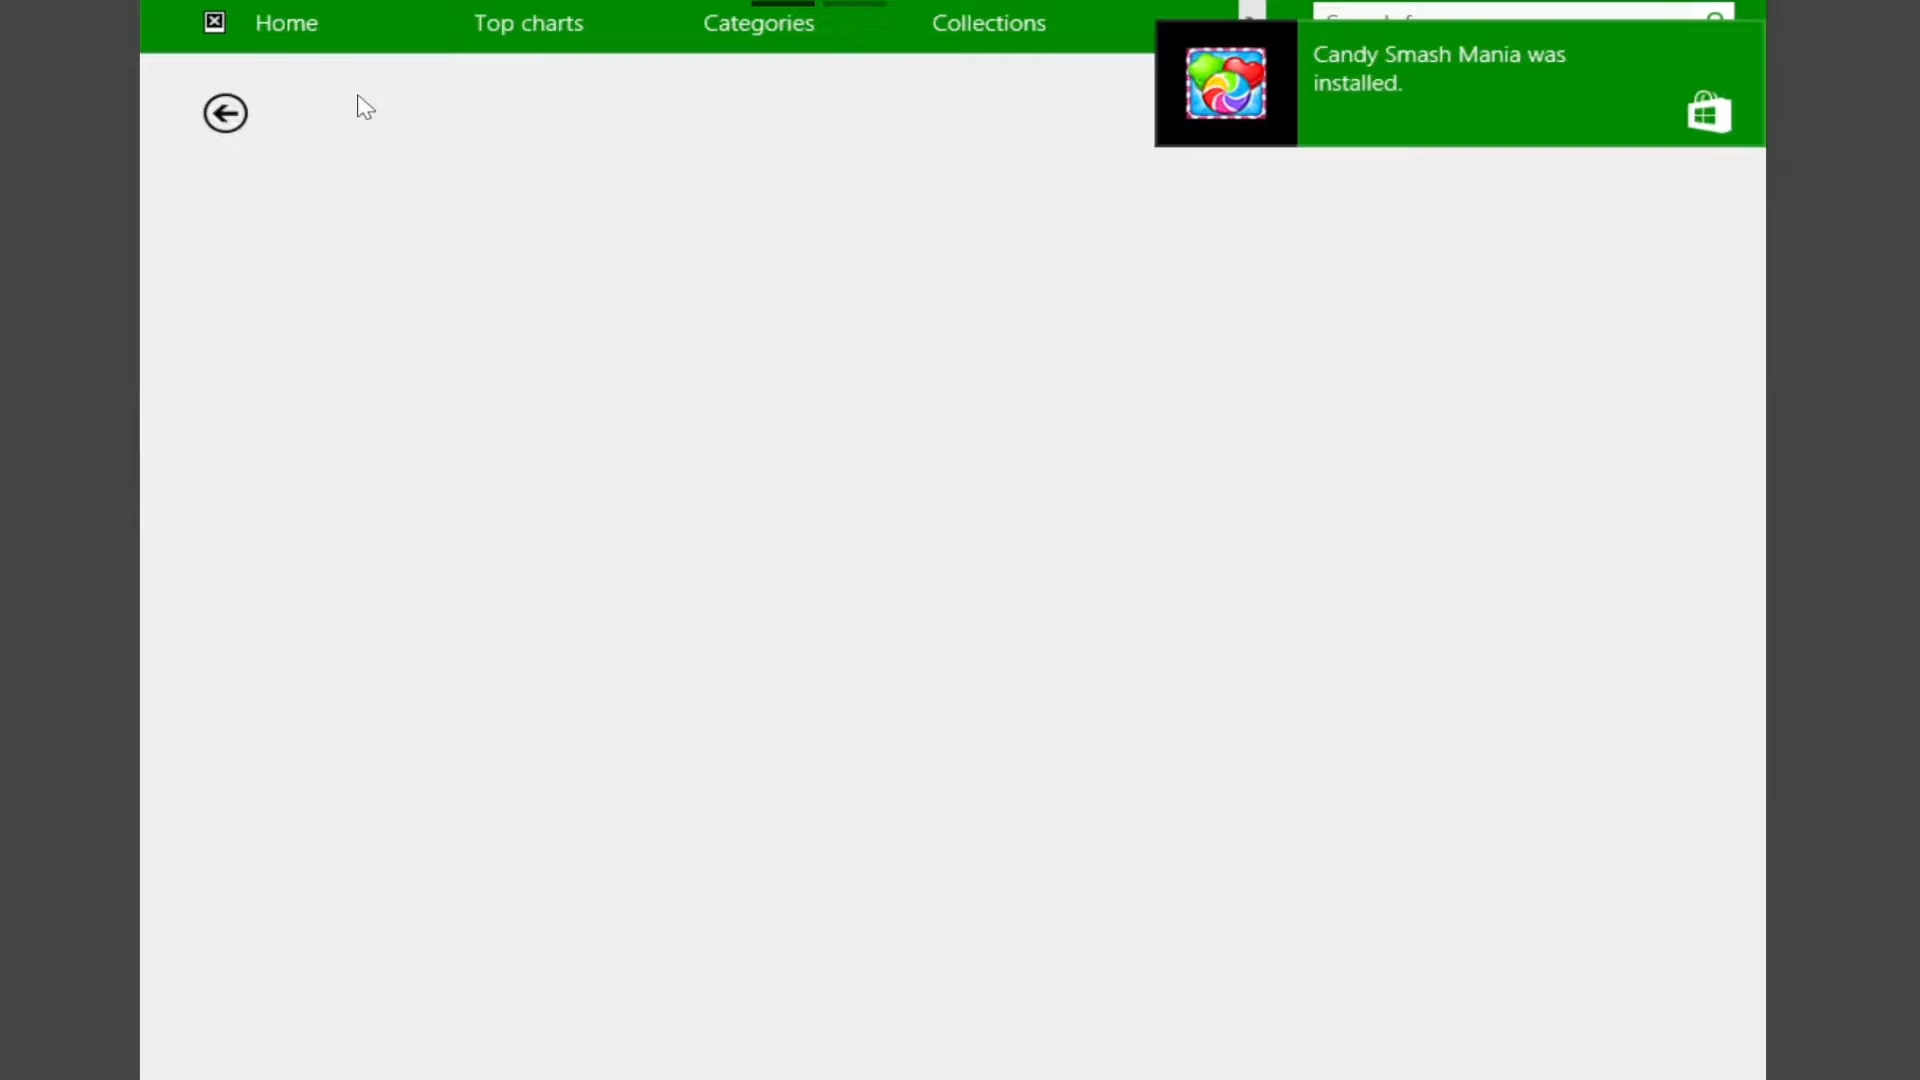 Home
Top charts
Categories
Collections
Candy Smash Mania was
installed.